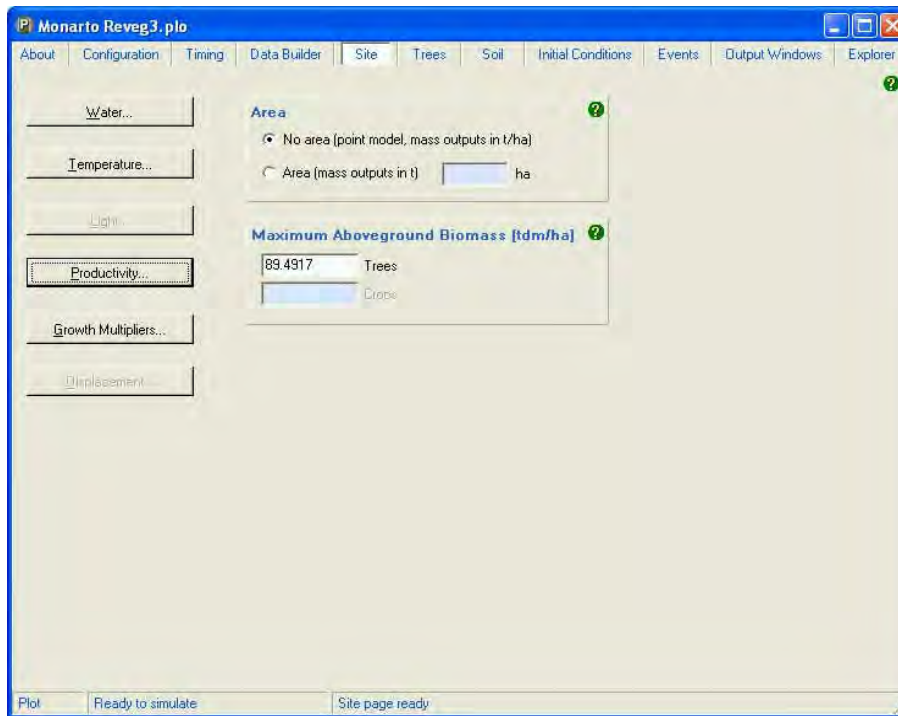 Monarto Reveg3.plo
About Configuration Timing Data Builder Site Trees Soil Initial Conditions Events Output Windows Explorer
Water...
Temperature...
Light...
Productivity...
Growth Multipliers...
Displacement...
Area
No area (point model, mass outputs in t/ha)
Area (mass outputs in t) ha
Maximum Aboveground Biomass [tdm/ha]
89.4917 Trees
Crops
Plot Ready to simulate Site page ready